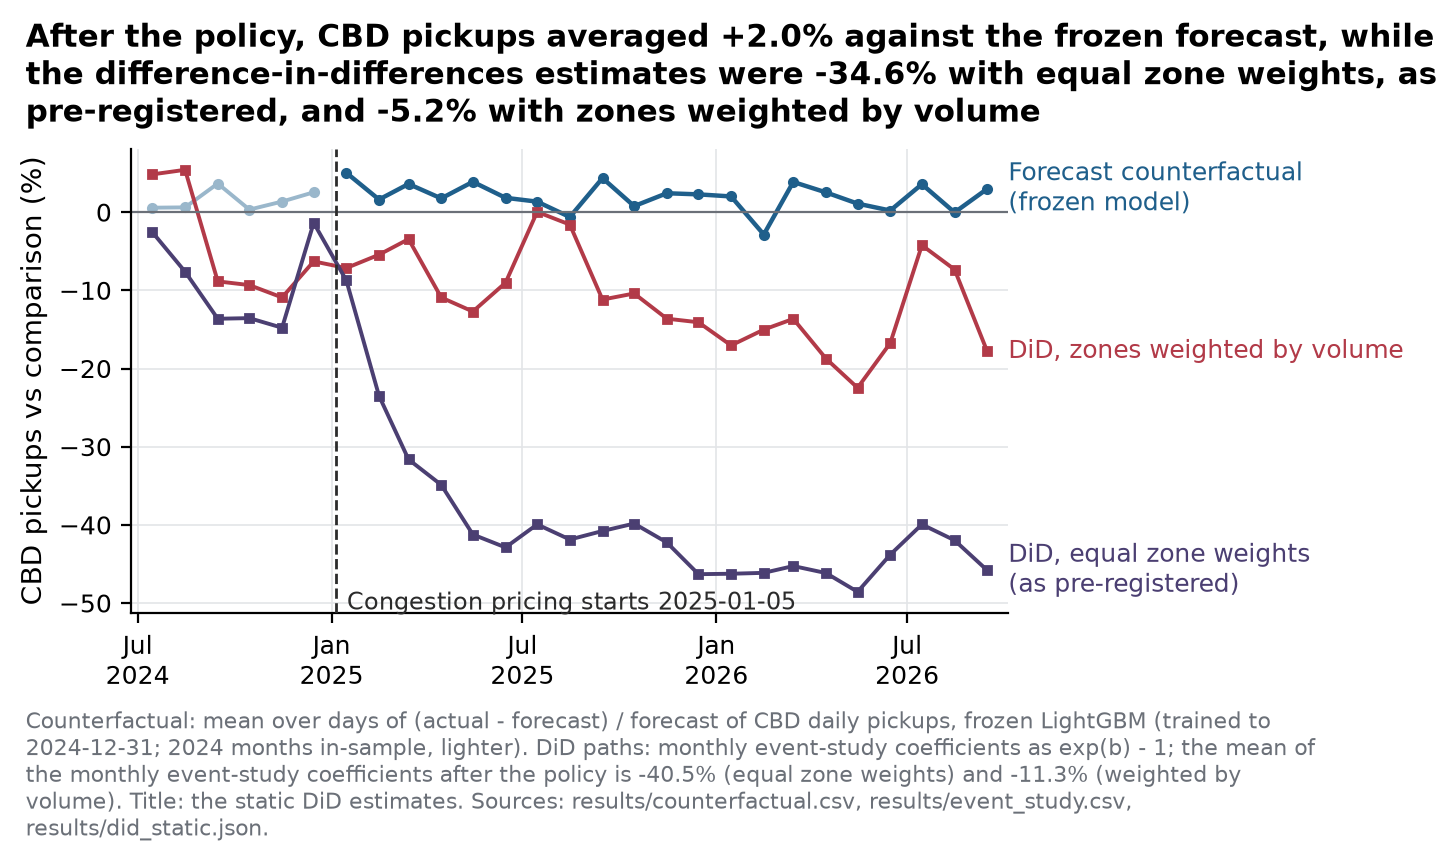 After the policy, CBD pickups averaged +2.0% against the frozen forecast, while
the difference-in-differences estimates were -34.6% with equal zone weights, as
pre-registered, and -5.2% with zones weighted by volume
CBD pickups vs comparison (%)
0
−10
−20
−30
−40
−50
Forecast counterfactual
(frozen model)
DiD, zones weighted by volume
DiD, equal zone weights
(as pre-registered)
Congestion pricing starts 2025-01-05
Jul
2024
Jan
2025
Jul
2025
Jan
2026
Jul
2026
Counterfactual: mean over days of (actual - forecast) / forecast of CBD daily pickups, frozen LightGBM (trained to
2024-12-31; 2024 months in-sample, lighter). DiD paths: monthly event-study coefficients as exp(b) - 1; the mean of
the monthly event-study coefficients after the policy is -40.5% (equal zone weights) and -11.3% (weighted by
volume). Title: the static DiD estimates. Sources: results/counterfactual.csv, results/event_study.csv,
results/did_static.json.